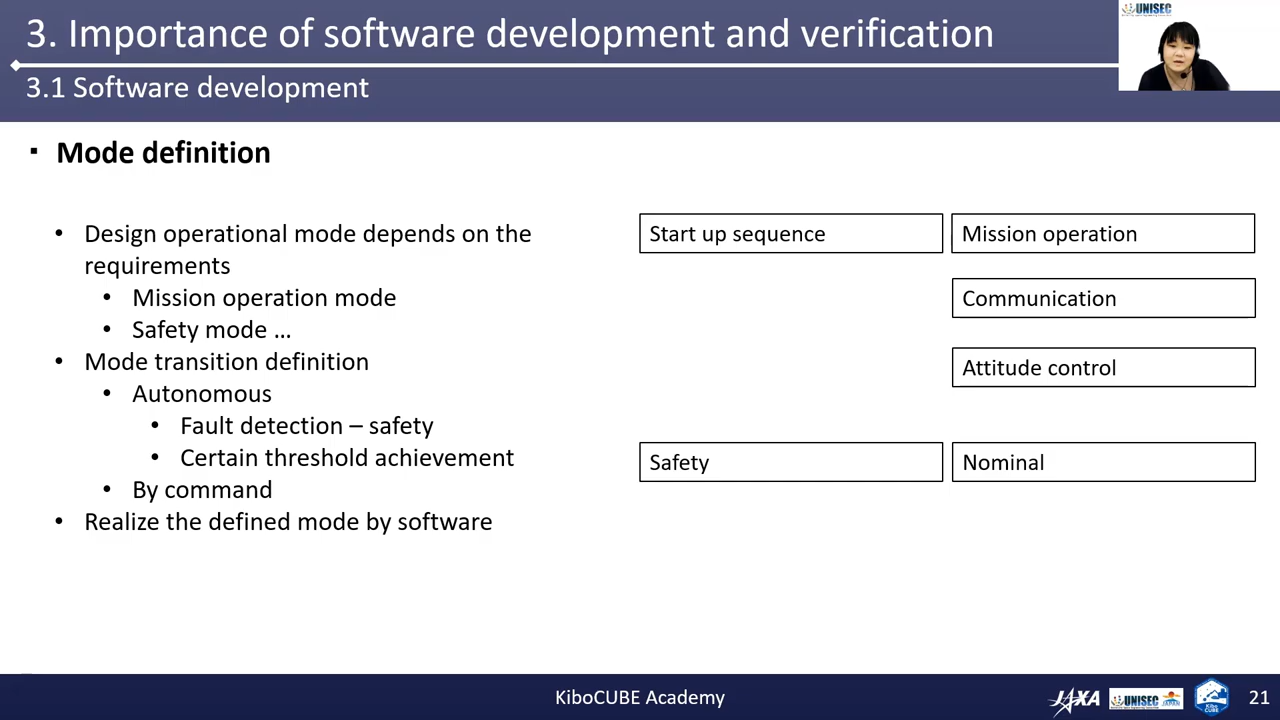 3. Importance of software development and verification
3.1 Software development
UNISEC
▪ Mode definition
• Design operational mode depends on the
requirements
• Mission operation mode
• Safety mode ...
• Mode transition definition
• Autonomous
• Fault detection – safety
• Certain threshold achievement
• By command
• Realize the defined mode by software
Start up sequence
Mission operation
Communication
Attitude control
Safety
Nominal
KiboCUBE Academy
JAXA
UNISEC
JAPAN
Kibo
CUBE
21